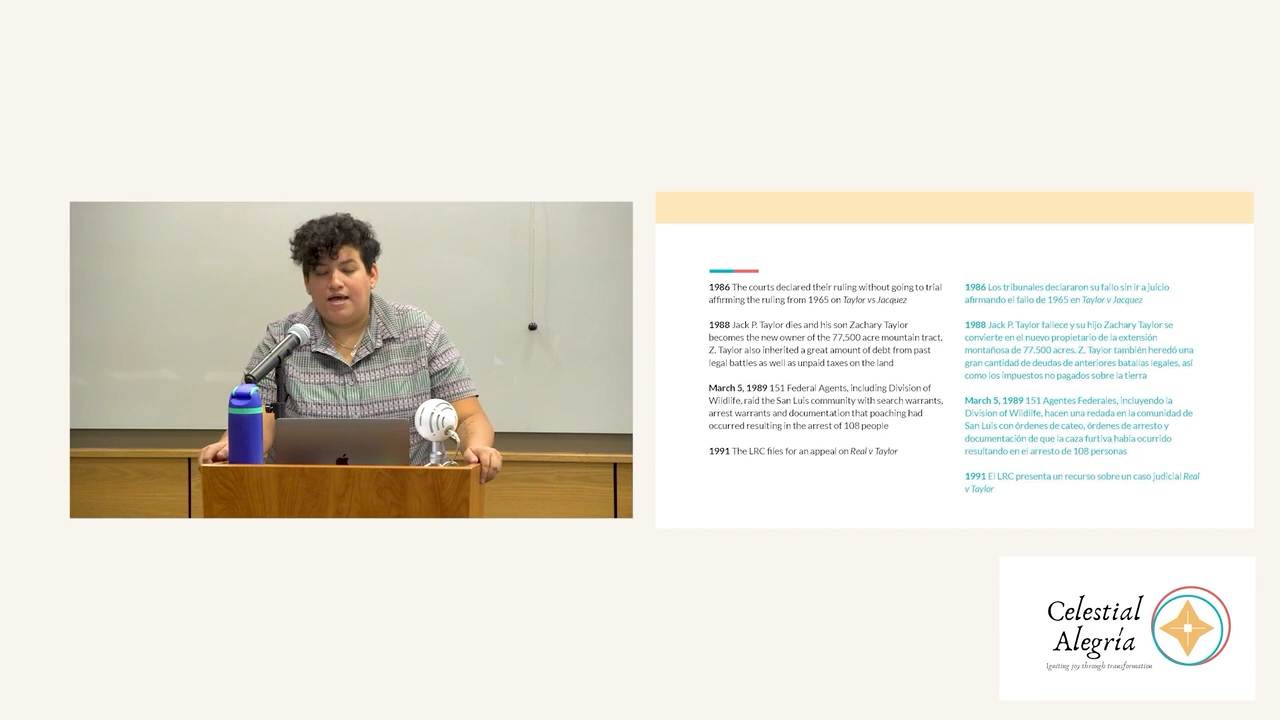 1986 The courts declared their ruling without going to trial
affirming the ruling from 1965 on Taylor vs Jacquez
1988 Jack P. Taylor dies and his son Zachary Taylor
becomes the new owner of the 77,500 acre mountain tract.
Z. Taylor also inherited a great amount of debt from past
legal battles as well as unpaid taxes on the land
March 5, 1989 151 Federal Agents, including Division of
Wildlife, raid the San Luis community with search warrants,
arrest warrants and documentation that poaching had
occurred resulting in the arrest of 108 people
1991 The LRC files for an appeal on Real v Taylor
1986 Los tribunales declararon su fallo sin ir a juicio
afirmando el fallo de 1965 en Taylor v Jacquez
1988 Jack P. Taylor fallece y su hijo Zachary Taylor se
convierte en el nuevo propietario de la extensión
montañosa de 77.500 acres. Z. Taylor también heredó una
gran cantidad de deudas de anteriores batallas legales, así
como los impuestos no pagados sobre la tierra
March 5, 1989 151 Agentes Federales, incluyendo la
Division of Wildlife, hacen una redada en la comunidad de
San Luis con órdenes de cateo, órdenes de arresto y
documentación de que la caza furtiva había ocurrido
resultando en el arresto de 108 personas
1991 El LRC presenta un recurso sobre un caso judicial Real
v Taylor
Celestial
Alegría
Igniting joy through transformation